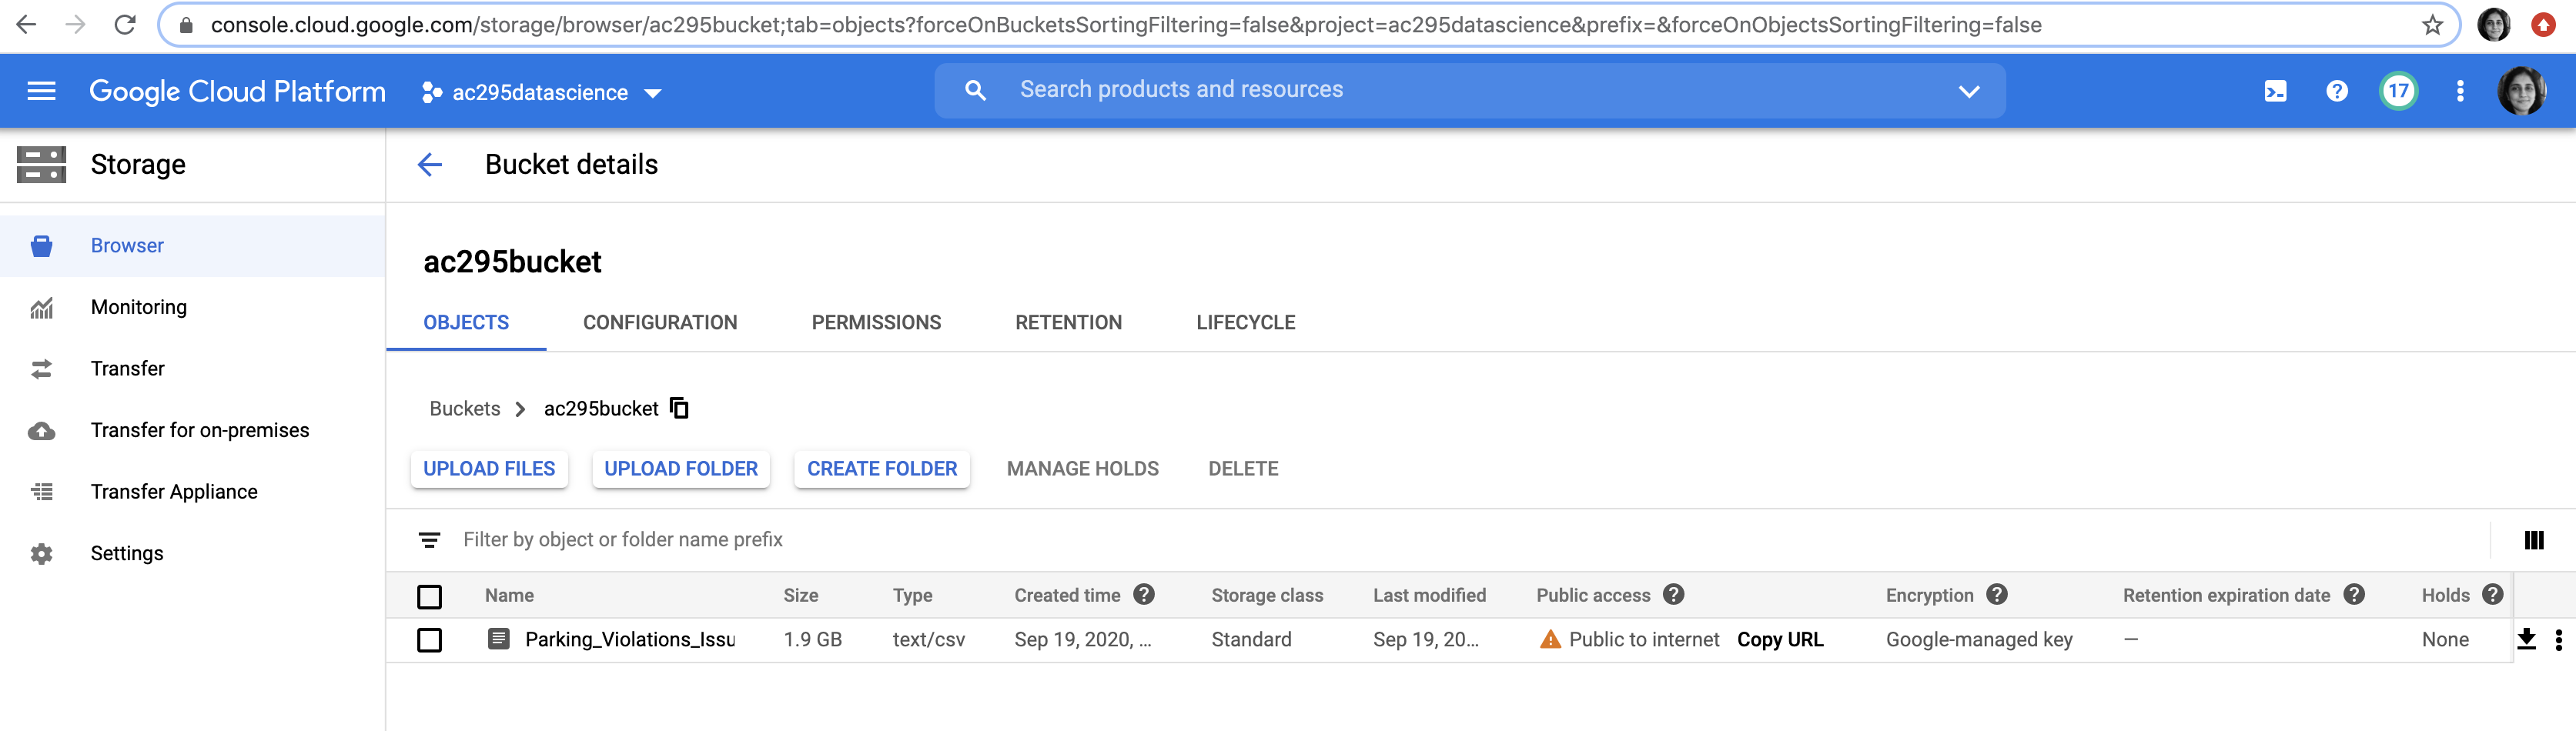 console.cloud.google.com/storage/browser/ac295bucket;tab=objects?forceOnBucketsSortingFiltering=false&project=ac295datascience&prefix=&forceOnObjectsSortingFiltering=false
Google Cloud Platform ac295datascience Search products and resources 17
Storage Bucket details
Browser
Monitoring
Transfer
Transfer for on-premises
Transfer Appliance
Settings
ac295bucket
OBJECTS CONFIGURATION PERMISSIONS RETENTION LIFECYCLE
Buckets ac295bucket
UPLOAD FILES UPLOAD FOLDER CREATE FOLDER MANAGE HOLDS DELETE
Filter by object or folder name prefix
Name Size Type Created time Storage class Last modified Public access Encryption Retention expiration date Holds
Parking_Violations_Issu 1.9 GB text/csv Sep 19, 2020, ... Standard Sep 19, 20... Public to internet Copy URL Google-managed key — None